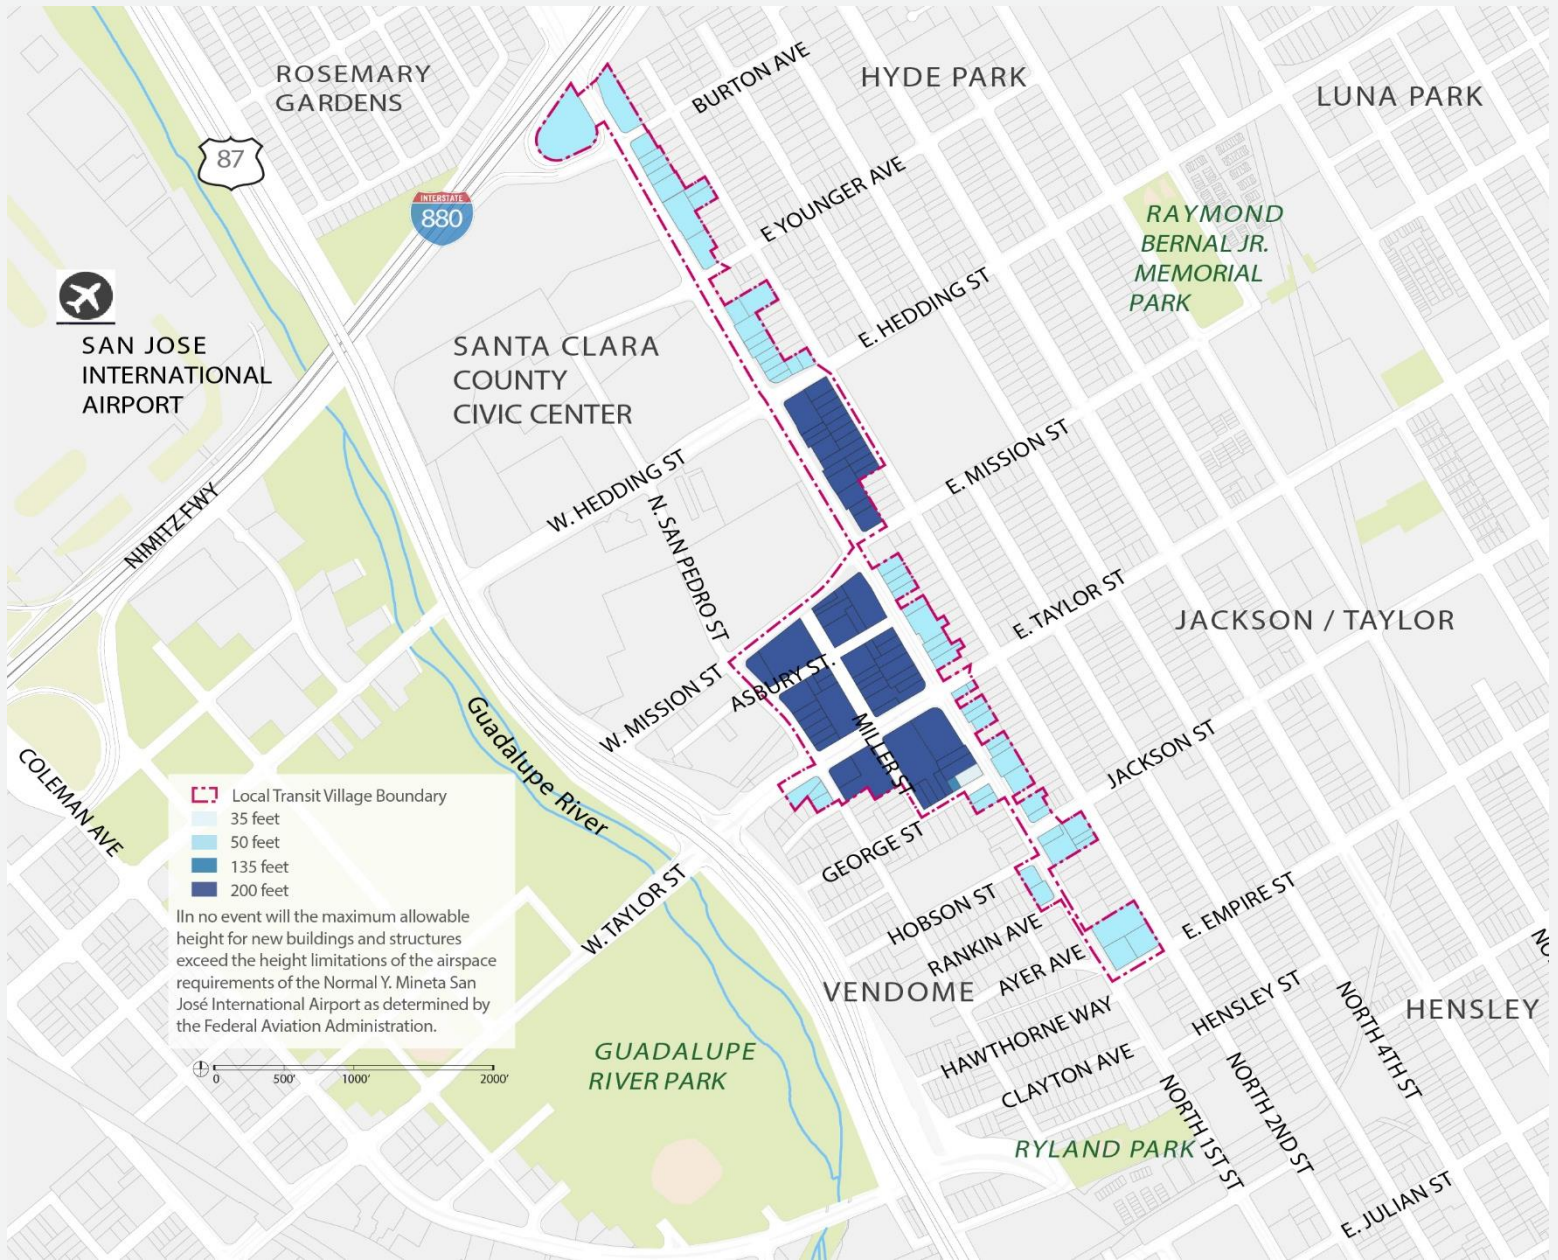 ROSEMARY
GARDENS
BURTON AVE
HYDE PARK
LUNA PARK
87
INTERSTATE
880
E YOUNGER AVE
RAYMOND
BERNAL JR.
MEMORIAL
PARK
E. HEDDING ST
SAN JOSE
INTERNATIONAL
AIRPORT
SANTA CLARA
COUNTY
CIVIC CENTER
W. HEDDING ST
N. SAN PEDRO ST
E. MISSION ST
NIMITZ FWY
E. TAYLOR ST
JACKSON / TAYLOR
W. MISSION ST
ASBURY ST.
MILLER ST
JACKSON ST
Guadalupe River
COLEMAN AVE
Local Transit Village Boundary
35 feet
50 feet
135 feet
200 feet
IIn no event will the maximum allowable
height for new buildings and structures
exceed the height limitations of the airspace
requirements of the Normal Y. Mineta San
José International Airport as determined by
the Federal Aviation Administration.
0 500' 1000' 2000'
GEORGE ST
W. TAYLOR ST
HOBSON ST
E. EMPIRE ST
RANKIN AVE
AYER AVE
VENDOME
HAWTHORNE WAY
HENSLEY ST
NORTH 4TH ST
HENSLEY
NO
CLAYTON AVE
GUADALUPE
RIVER PARK
NORTH 1ST ST
NORTH 2ND ST
RYLAND PARK
E. JULIAN ST